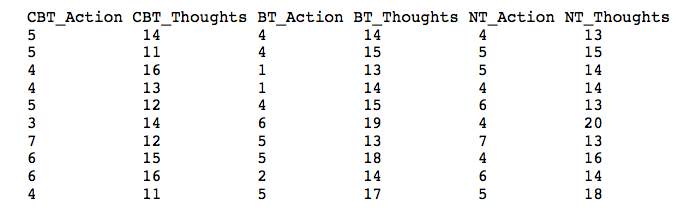 CBT_Action CBT_Thoughts BT_Action BT_Thoughts NT_Action NT_Thoughts
5 14 4 14 4 13
5 11 4 15 5 15
4 16 1 13 5 14
4 13 1 14 4 14
5 12 4 15 6 13
3 14 6 19 4 20
7 12 5 13 7 13
6 15 5 18 4 16
6 16 2 14 6 14
4 11 5 17 5 18